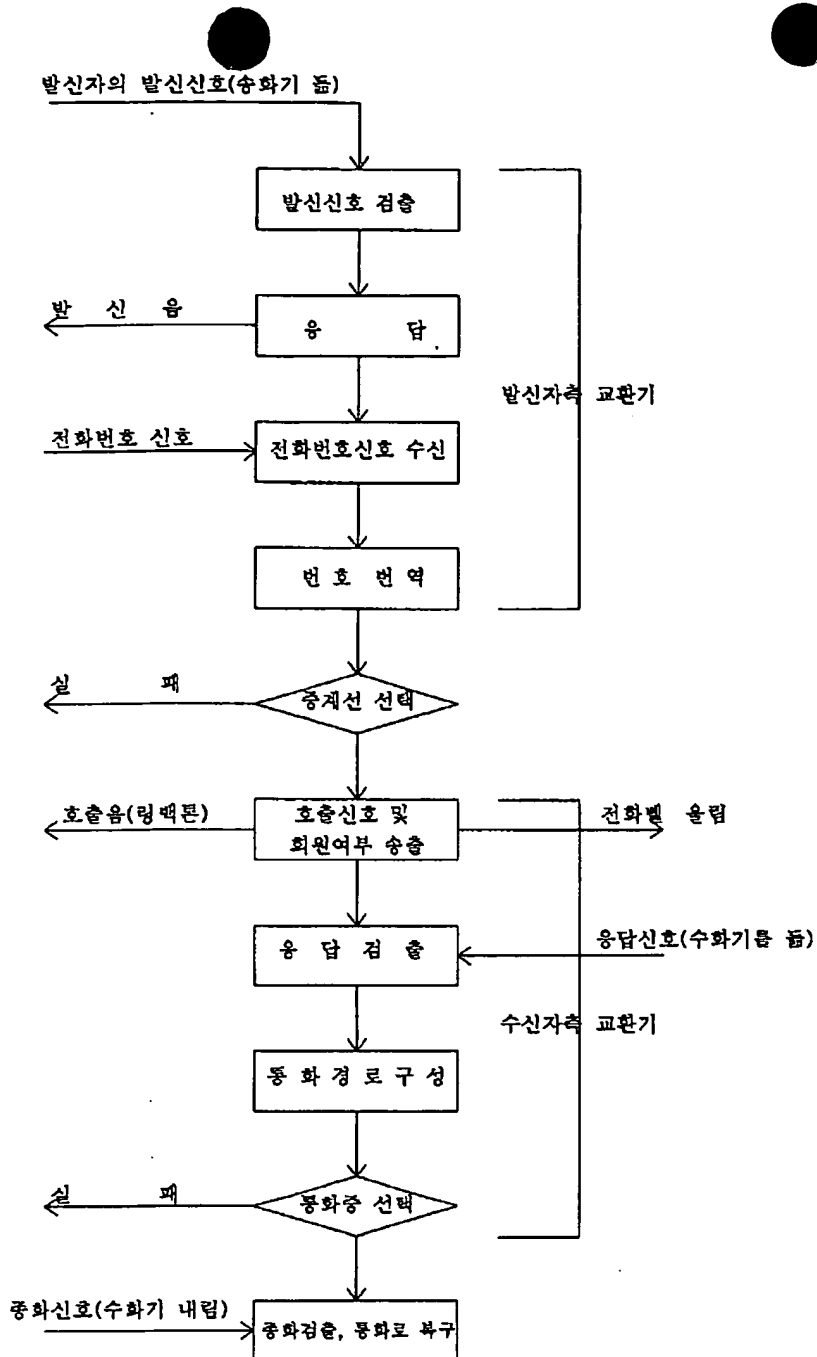 발신자의 발신신호(송화기 듦)
발신신호 검출
발 신 음
응 답
발신자측 교환기
전화번호 신호
전화번호신호 수신
번 호 번 역
실 패
중계선 선택
호출음(링백톤)
호출신호 및
회원여부 송출
전화벨 울림
응 답 검 출
응답신호(수화기를 듦)
수신자측 교환기
통 화 경 로 구 성
실 패
통화중 선택
종화신호(수화기 내림)
종화검출, 통화로 복구